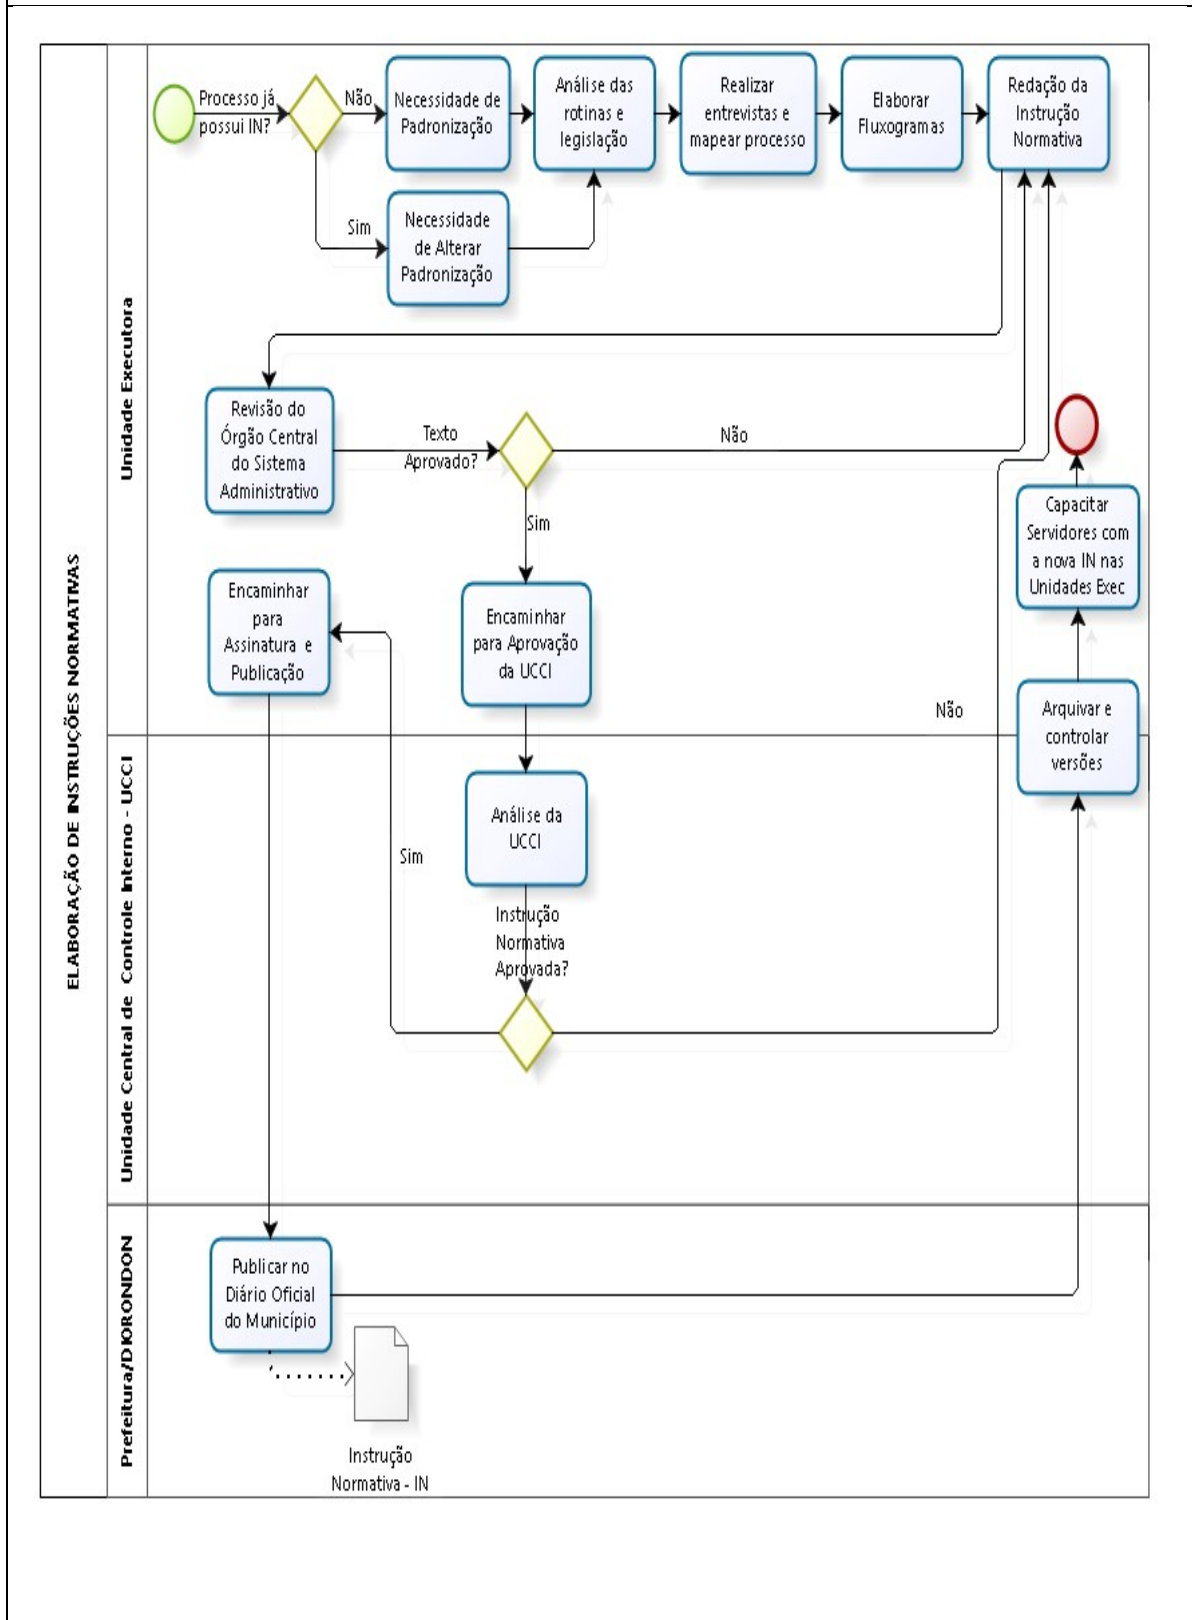 ELABORAÇÃO DE INSTRUÇÕES NORMATIVAS
Unidade Executora
Processo já
possui IN?
Não
Necessidade de
Padronização
Análise das
rotinas e
legislação
Realizar
entrevistas e
mapear processo
Elaborar
Fluxogramas
Redação da
Instrução
Normativa
Sim
Necessidade
de Alterar
Padronização
Revisão do
Órgão Central
do Sistema
Administrativo
Texto
Aprovado?
Não
Sim
Capacitar
Servidores com
a nova IN nas
Unidades Exec
Encaminhar
para
Assinatura e
Publicação
Encaminhar
para Aprovação
da UCCI
Não
Arquivar e
controlar
versões
Unidade Central de Controle Interno - UCCI
Análise da
UCCI
Sim
Instrução
Normativa
Aprovada?
Prefeitura/DIORONDON
Publicar no
Diário Oficial
do Município
Instrução
Normativa - IN